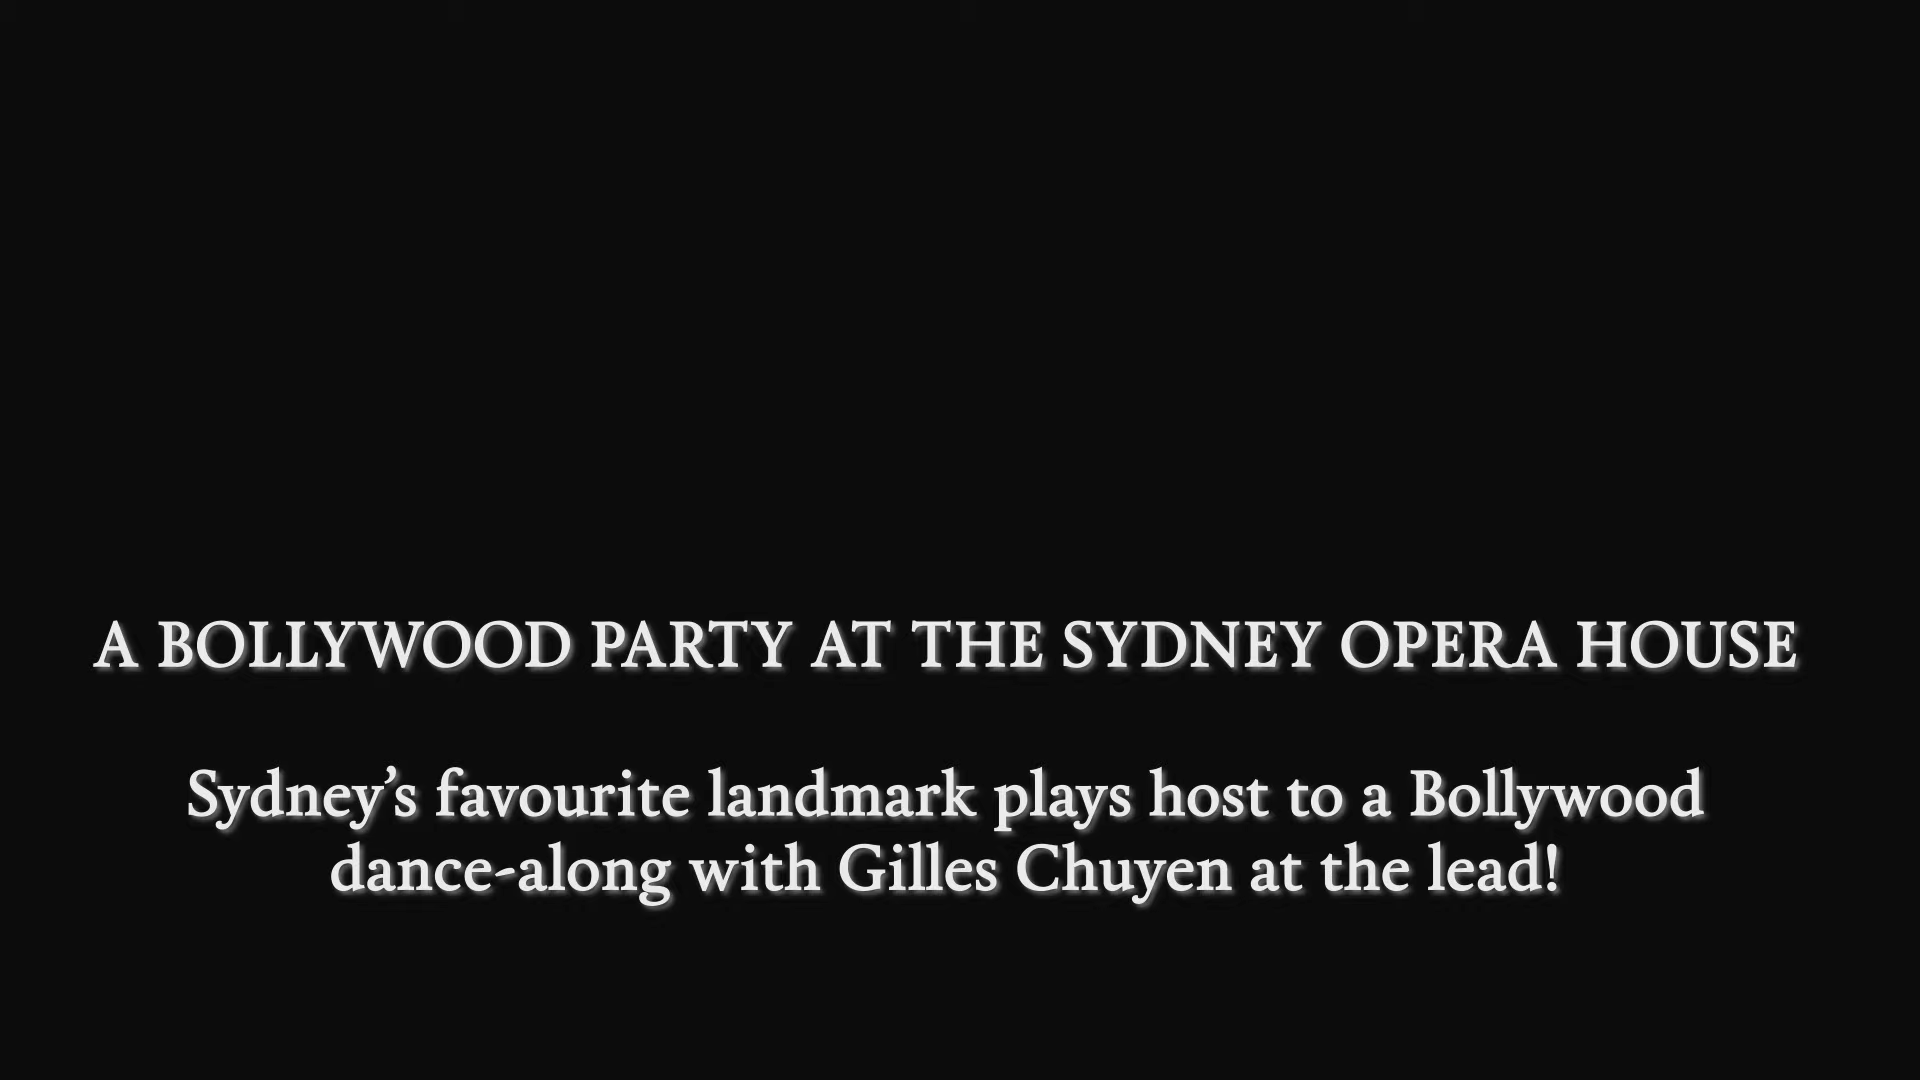 A BOLLYWOOD PARTY AT THE SYDNEY OPERA HOUSE
Sydney’s favourite landmark plays host to a Bollywood
dance-along with Gilles Chuyen at the lead!